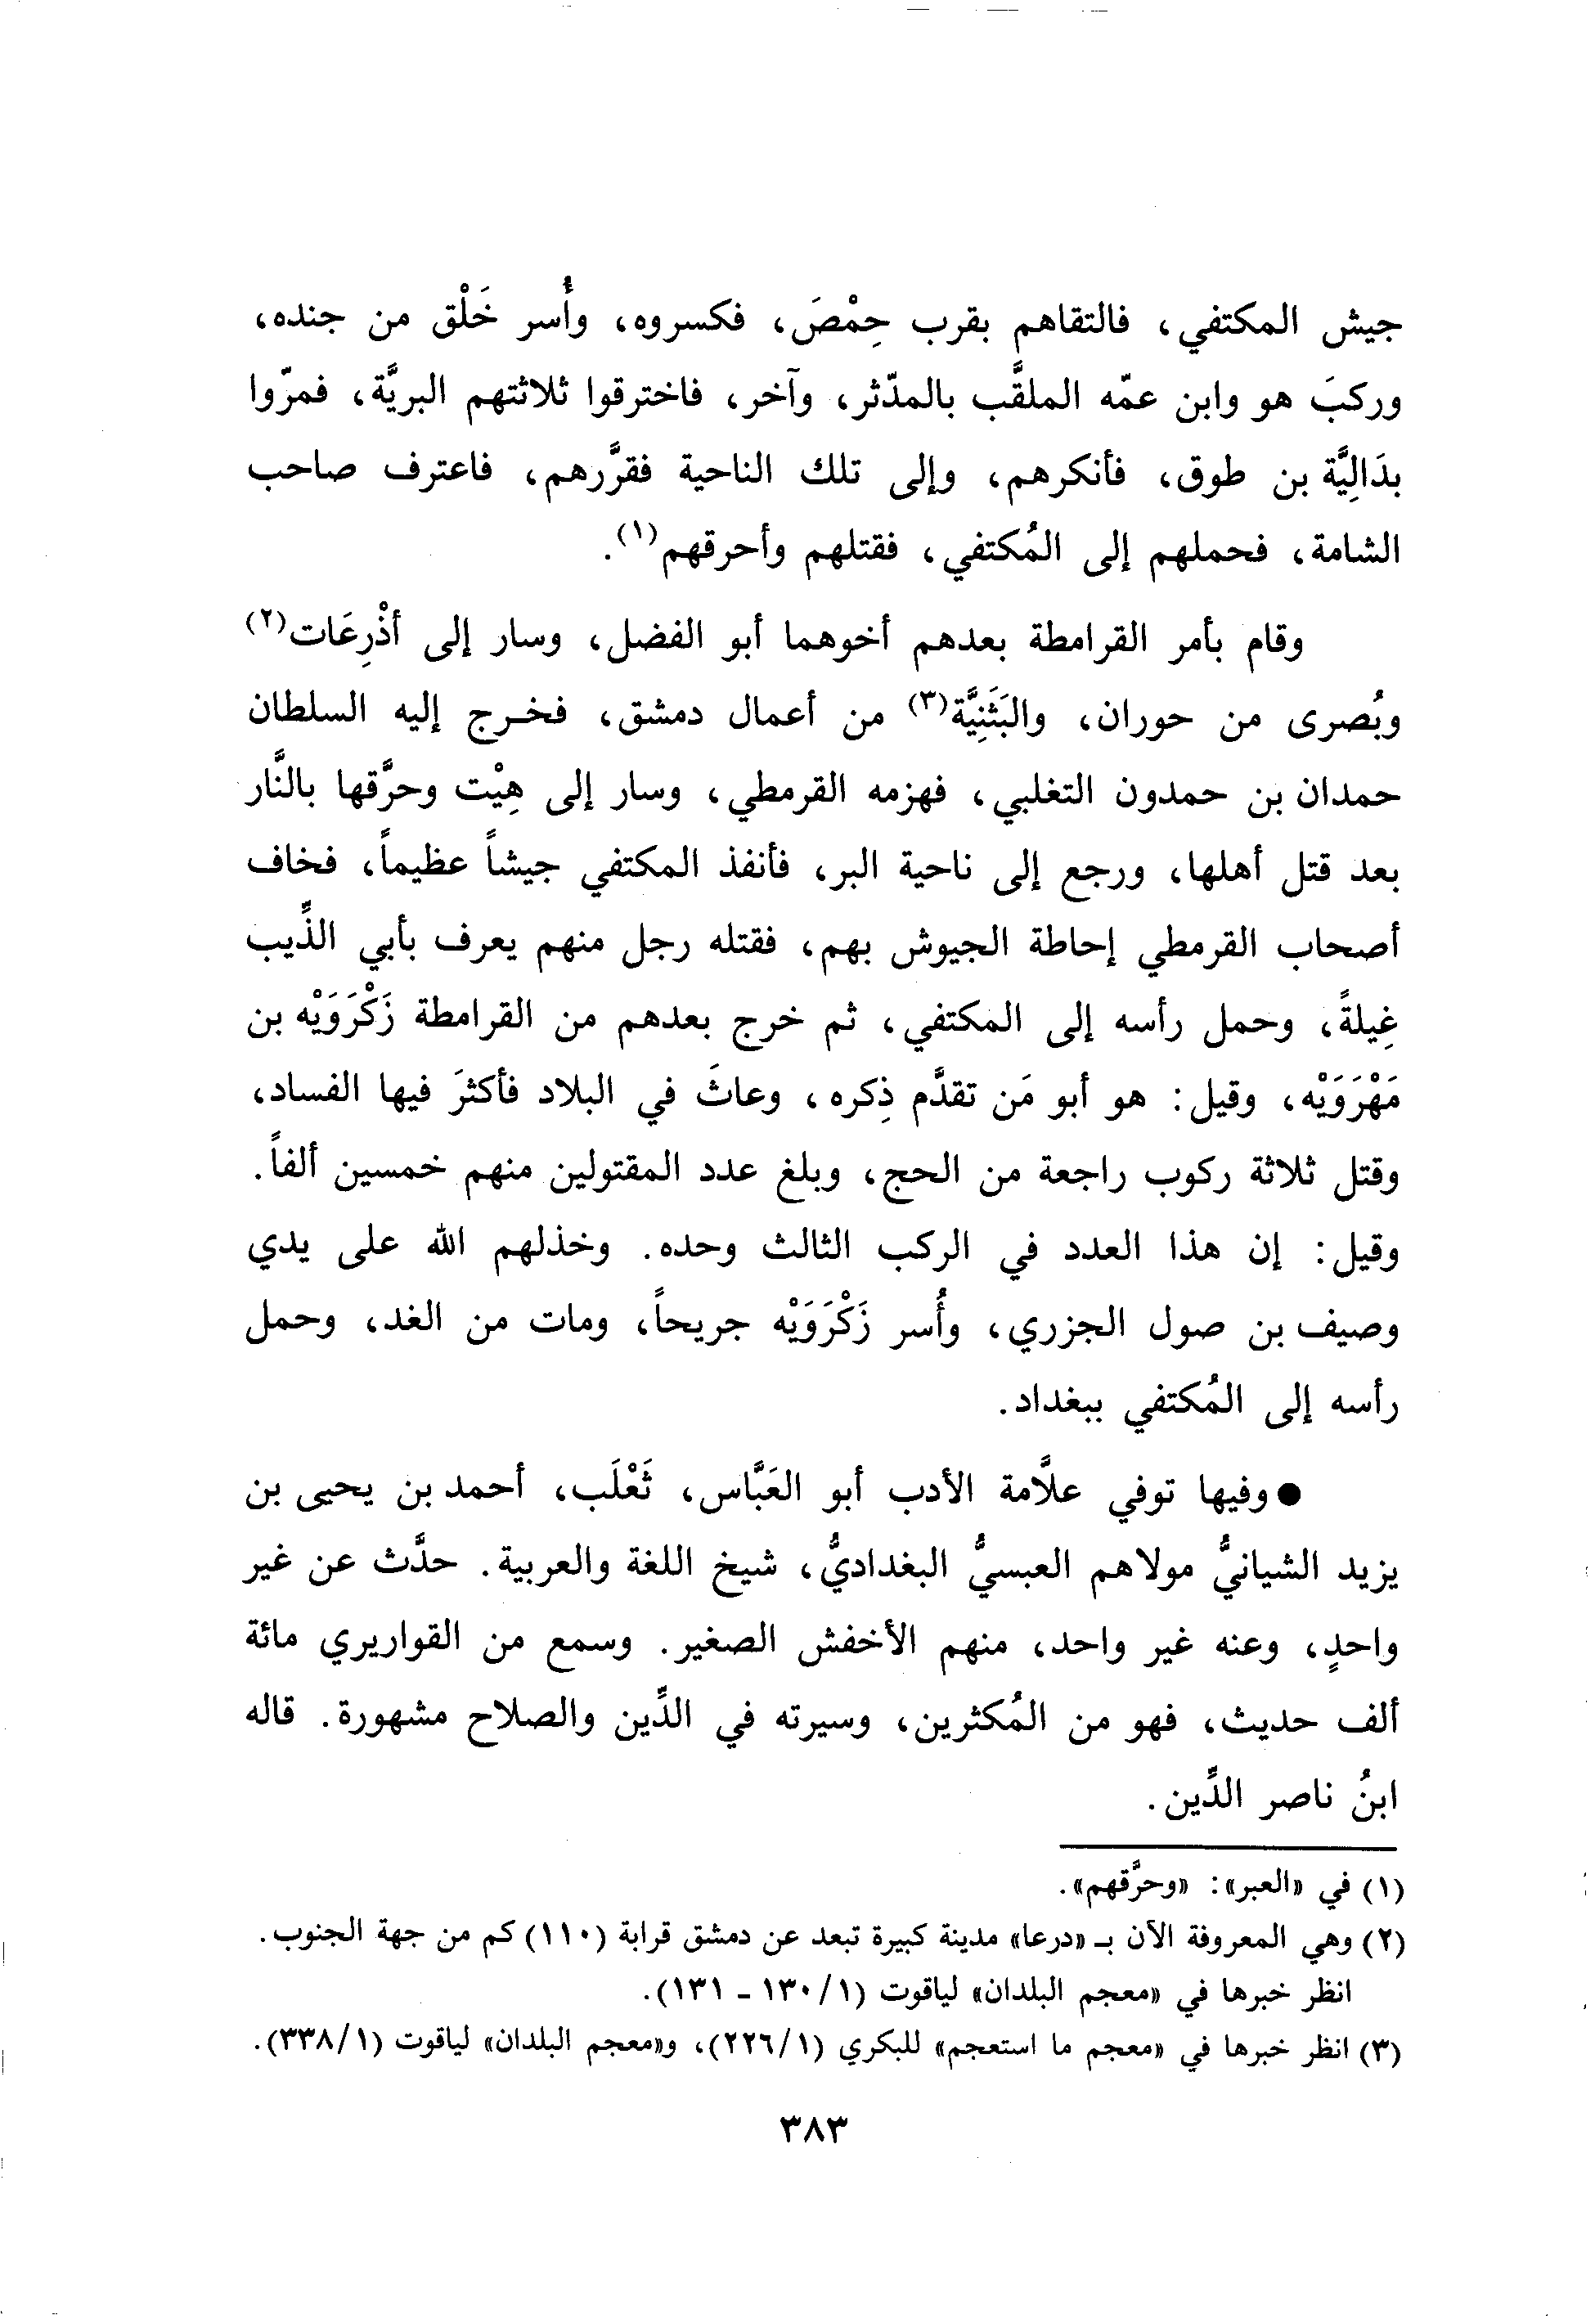 جيش المكتفي، فالتقاهم بقرب حِمْصَ، فكسروه، وأُسر خَلْق من جنده،
وركبَ هو وابن عمّه الملقَّب بالمدّثر، وآخر، فاخترقوا ثلاثتهم البريَّة، فمرّوا
بدَالِيَّة بن طوق، فأنكرهم، وإلى تلك الناحية فقرَّرهم، فاعترف صاحب
الشامة، فحملهم إلى المُكتفي، فقتلهم وأحرقهم(١).
وقام بأمر القرامطة بعدهم أخوهما أبو الفضل، وسار إلى أذْرِعَات(٢)
وبُصرى من حوران، والبَثَنِيَّة(٣) من أعمال دمشق، فخرج إليه السلطان
حمدان بن حمدون التغلبي، فهزمه القرمطي، وسار إلى هِيْت وحرَّقها بالنَّار
بعد قتل أهلها، ورجع إلى ناحية البر، فأنفذ المكتفي جيشاً عظيماً، فخاف
أصحاب القرمطي إحاطة الجيوش بهم، فقتله رجل منهم يعرف بأبي الذِّيب
غِيلةً، وحمل رأسه إلى المكتفي، ثم خرج بعدهم من القرامطة زَكْرَوَيْه بن
مَهْرَوَيْه، وقيل: هو أبو مَن تقدَّم ذِكره، وعاثَ في البلاد فأكثرَ فيها الفساد،
وقتل ثلاثة ركوب راجعة من الحج، وبلغ عدد المقتولين منهم خمسين ألفاً.
وقيل: إن هذا العدد في الركب الثالث وحده. وخذلهم الله على يدي
وصيف بن صول الجزري، وأُسر زَكْرَوَيْه جريحاً، ومات من الغد، وحمل
رأسه إلى المُكتفي ببغداد.
● وفيها توفي علاَّمة الأدب أبو العَبَّاس، ثَعْلَب، أحمد بن يحيى بن
يزيد الشيانيُّ مولاهم العبسيُّ البغداديُّ، شيخ اللغة والعربية. حدَّث عن غير
واحدٍ، وعنه غير واحد، منهم الأخفش الصغير. وسمع من القواريري مائة
ألف حديث، فهو من المُكثرين، وسيرته في الدِّين والصلاح مشهورة. قاله
ابنُ ناصر الدِّين.
(١) في «العبر»: «وحرَّقهم».
(٢) وهي المعروفة الآن بـ «درعا» مدينة كبيرة تبعد عن دمشق قرابة (١١٠) كم من جهة الجنوب.
انظر خبرها في «معجم البلدان» لياقوت (١/ ١٣٠ - ١٣١).
(٣) انظر خبرها في «معجم ما استعجم» للبكري (١/ ٢٢٦)، و«معجم البلدان» لياقوت (١/ ٣٣٨).
٣٨٣